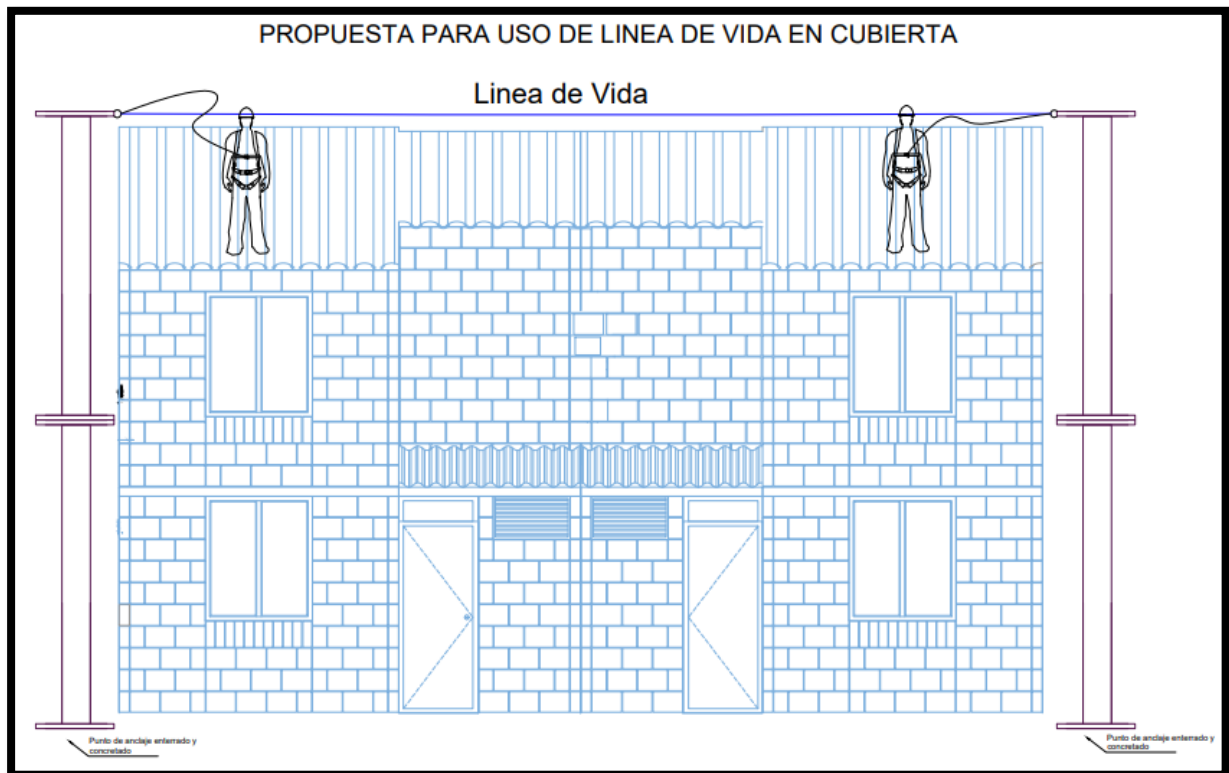 PROPUESTA PARA USO DE LINEA DE VIDA EN CUBIERTA
Linea de Vida
Punto de anclaje enterrado y
concretado
Punto de anclaje enterrado y
concretado